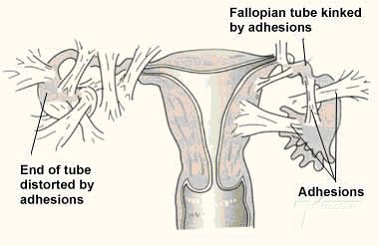 Fallopian tube kinked
by adhesions
End of tube
distorted by
adhesions
Adhesions